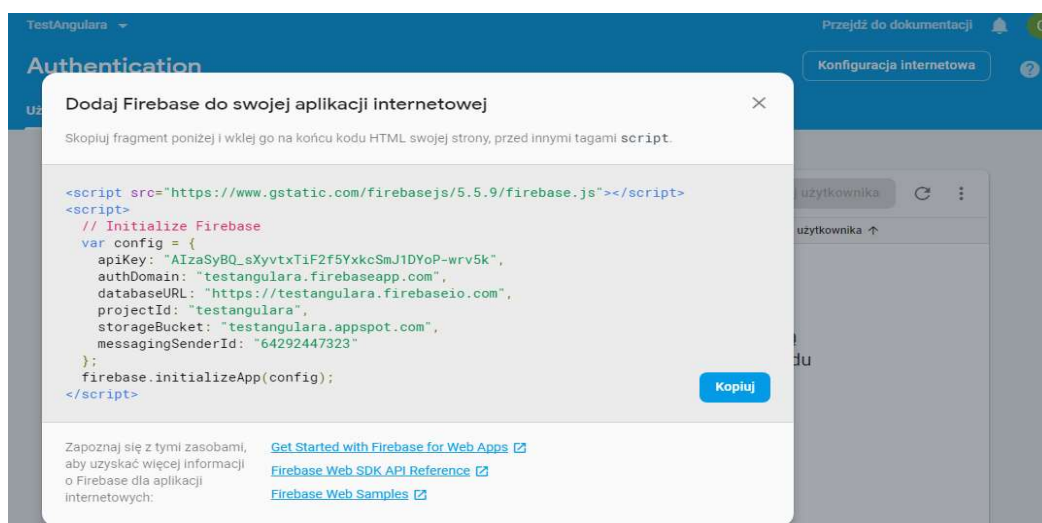 TestAngulara
Przejdź do dokumentacji
Authentication
Konfiguracja internetowa
Dodaj Firebase do swojej aplikacji internetowej
Skopiuj fragment poniżej i wklej go na końcu kodu HTML swojej strony, przed innymi tagami script.
<script src="https://www.gstatic.com/firebasejs/5.5.9/firebase.js"></script>
<script>
// Initialize Firebase
var config = {
apiKey: "AIzaSyBQ_sXyvtxTiF2f5YxkcSmJ1DYoP-wrv5k",
authDomain: "testangulara.firebaseapp.com",
databaseURL: "https://testangulara.firebaseio.com",
projectId: "testangulara",
storageBucket: "testangulara.appspot.com",
messagingSenderId: "64292447323"
};
firebase.initializeApp(config);
</script>
Kopiuj
użytkownika
użytkownika
du
Zapoznaj się z tymi zasobami,
aby uzyskać więcej informacji
o Firebase dla aplikacji
internetowych:
Get Started with Firebase for Web Apps
Firebase Web SDK API Reference
Firebase Web Samples